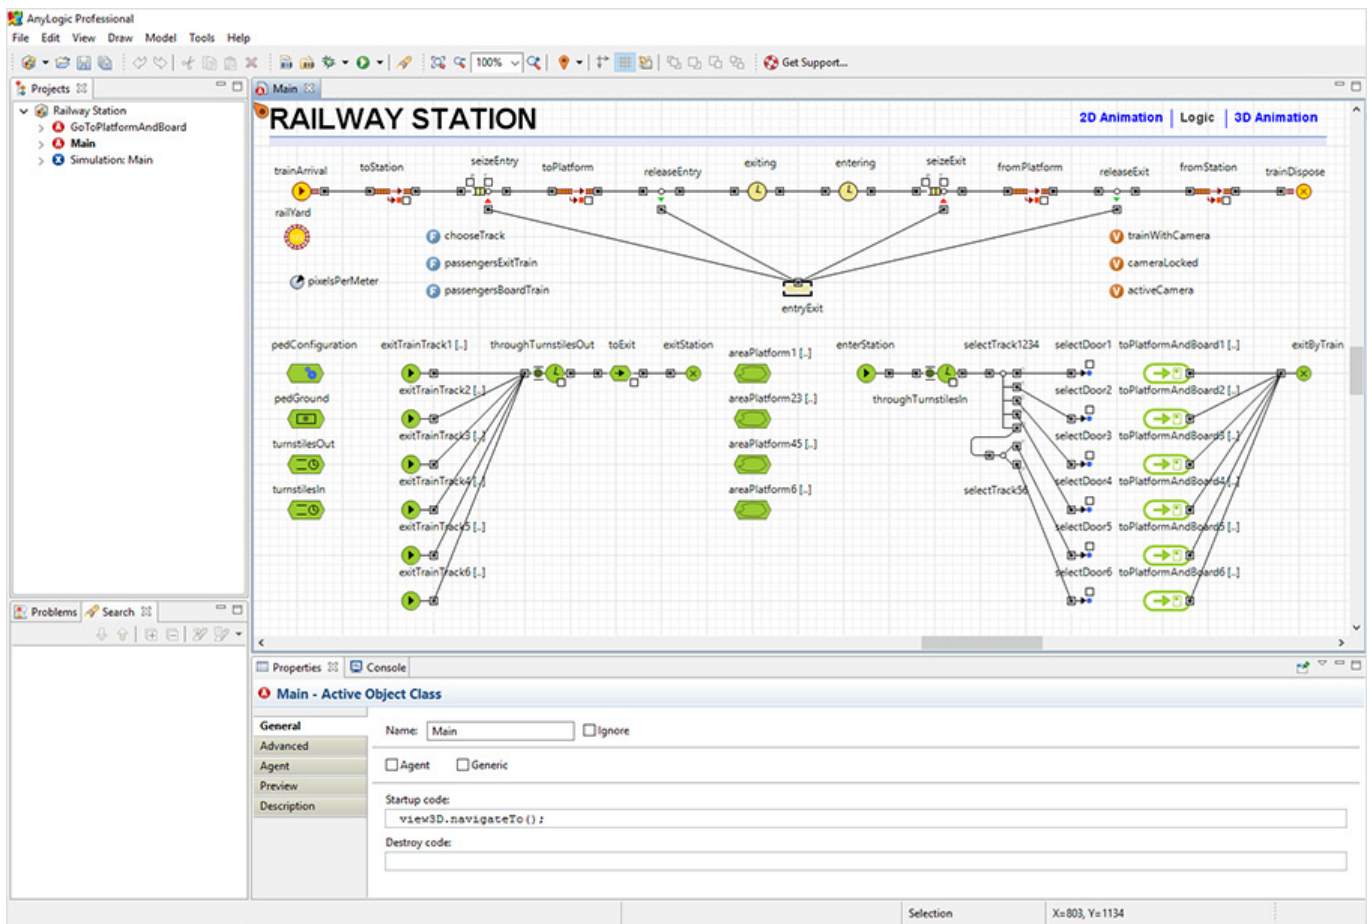 AnyLogic Professional
File Edit View Draw Model Tools Help
100% Get Support...
Projects
Railway Station
GoToPlatformAndBoard
Main
Simulation: Main
Main
RAILWAY STATION
2D Animation Logic 3D Animation
trainArrival toStation seizeEntry toPlatform releaseEntry exiting entering seizeExit fromPlatform releaseExit fromStation trainDispose
railYard
chooseTrack trainWithCamera
passengersExitTrain cameraLocked
pixelsPerMeter passengersBoardTrain activeCamera
entryExit
pedConfiguration exitTrainTrack1 [..] throughTurnstilesOut toExit exitStation areaPlatform1 [..] enterStation selectTrack1234 selectDoor1 toPlatformAndBoard1 [..] exitByTrain
pedGround exitTrainTrack2 [..] areaPlatform23 [..] throughTurnstilesIn selectDoor2 toPlatformAndBoard2 [..]
turnstilesOut exitTrainTrack3 [..] areaPlatform45 [..] selectDoor3 toPlatformAndBoard3 [..]
turnstilesIn exitTrainTrack4 [..] areaPlatform6 [..] selectTrack56 selectDoor4 toPlatformAndBoard4 [..]
exitTrainTrack5 [..] selectDoor5 toPlatformAndBoard5 [..]
exitTrainTrack6 [..] selectDoor6 toPlatformAndBoard6 [..]
Problems Search
Properties Console
Main - Active Object Class
General
Name: Main Ignore
Advanced
Agent
Agent Generic
Preview
Description
Startup code:
view3D.navigateTo();
Destroy code:
Selection X=803, Y=1134